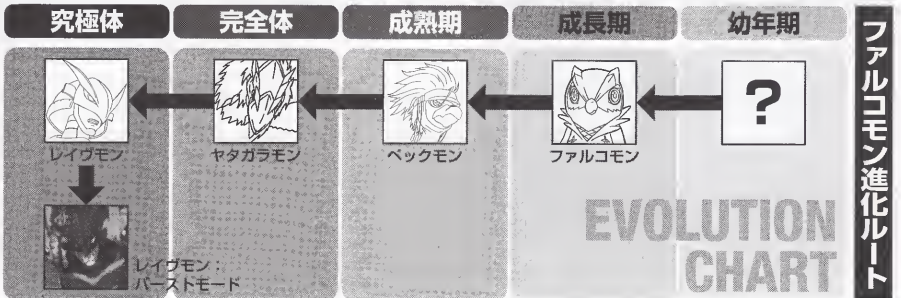 ファルコモン進化ルート
幼年期
成長期
成熟期
完全体
究極体
?
ファルコモン
ペックモン
ヤタガラモン
レイヴモン
レイヴモン:
バーストモード
EVOLUTION
CHART